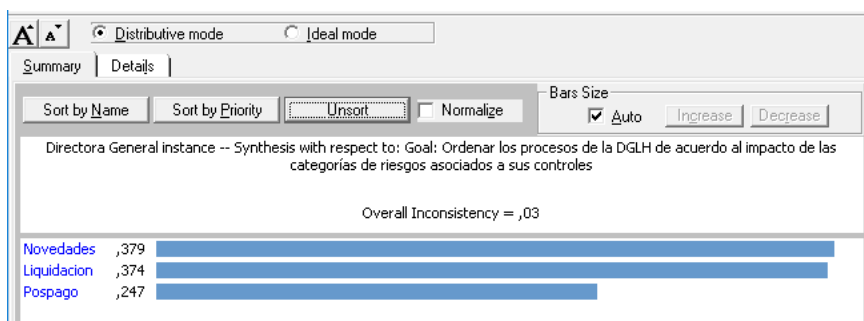 A A Distributive mode Ideal mode
Summary Details
Sort by Name Sort by Priority Unsort Normalize Bars Size Auto Increase Decrease
Directora General instance -- Synthesis with respect to: Goal: Ordenar los procesos de la DGLH de acuerdo al impacto de las
categorías de riesgos asociados a sus controles
Overall Inconsistency = ,03
Novedades ,379
Liquidacion ,374
Pospago ,247